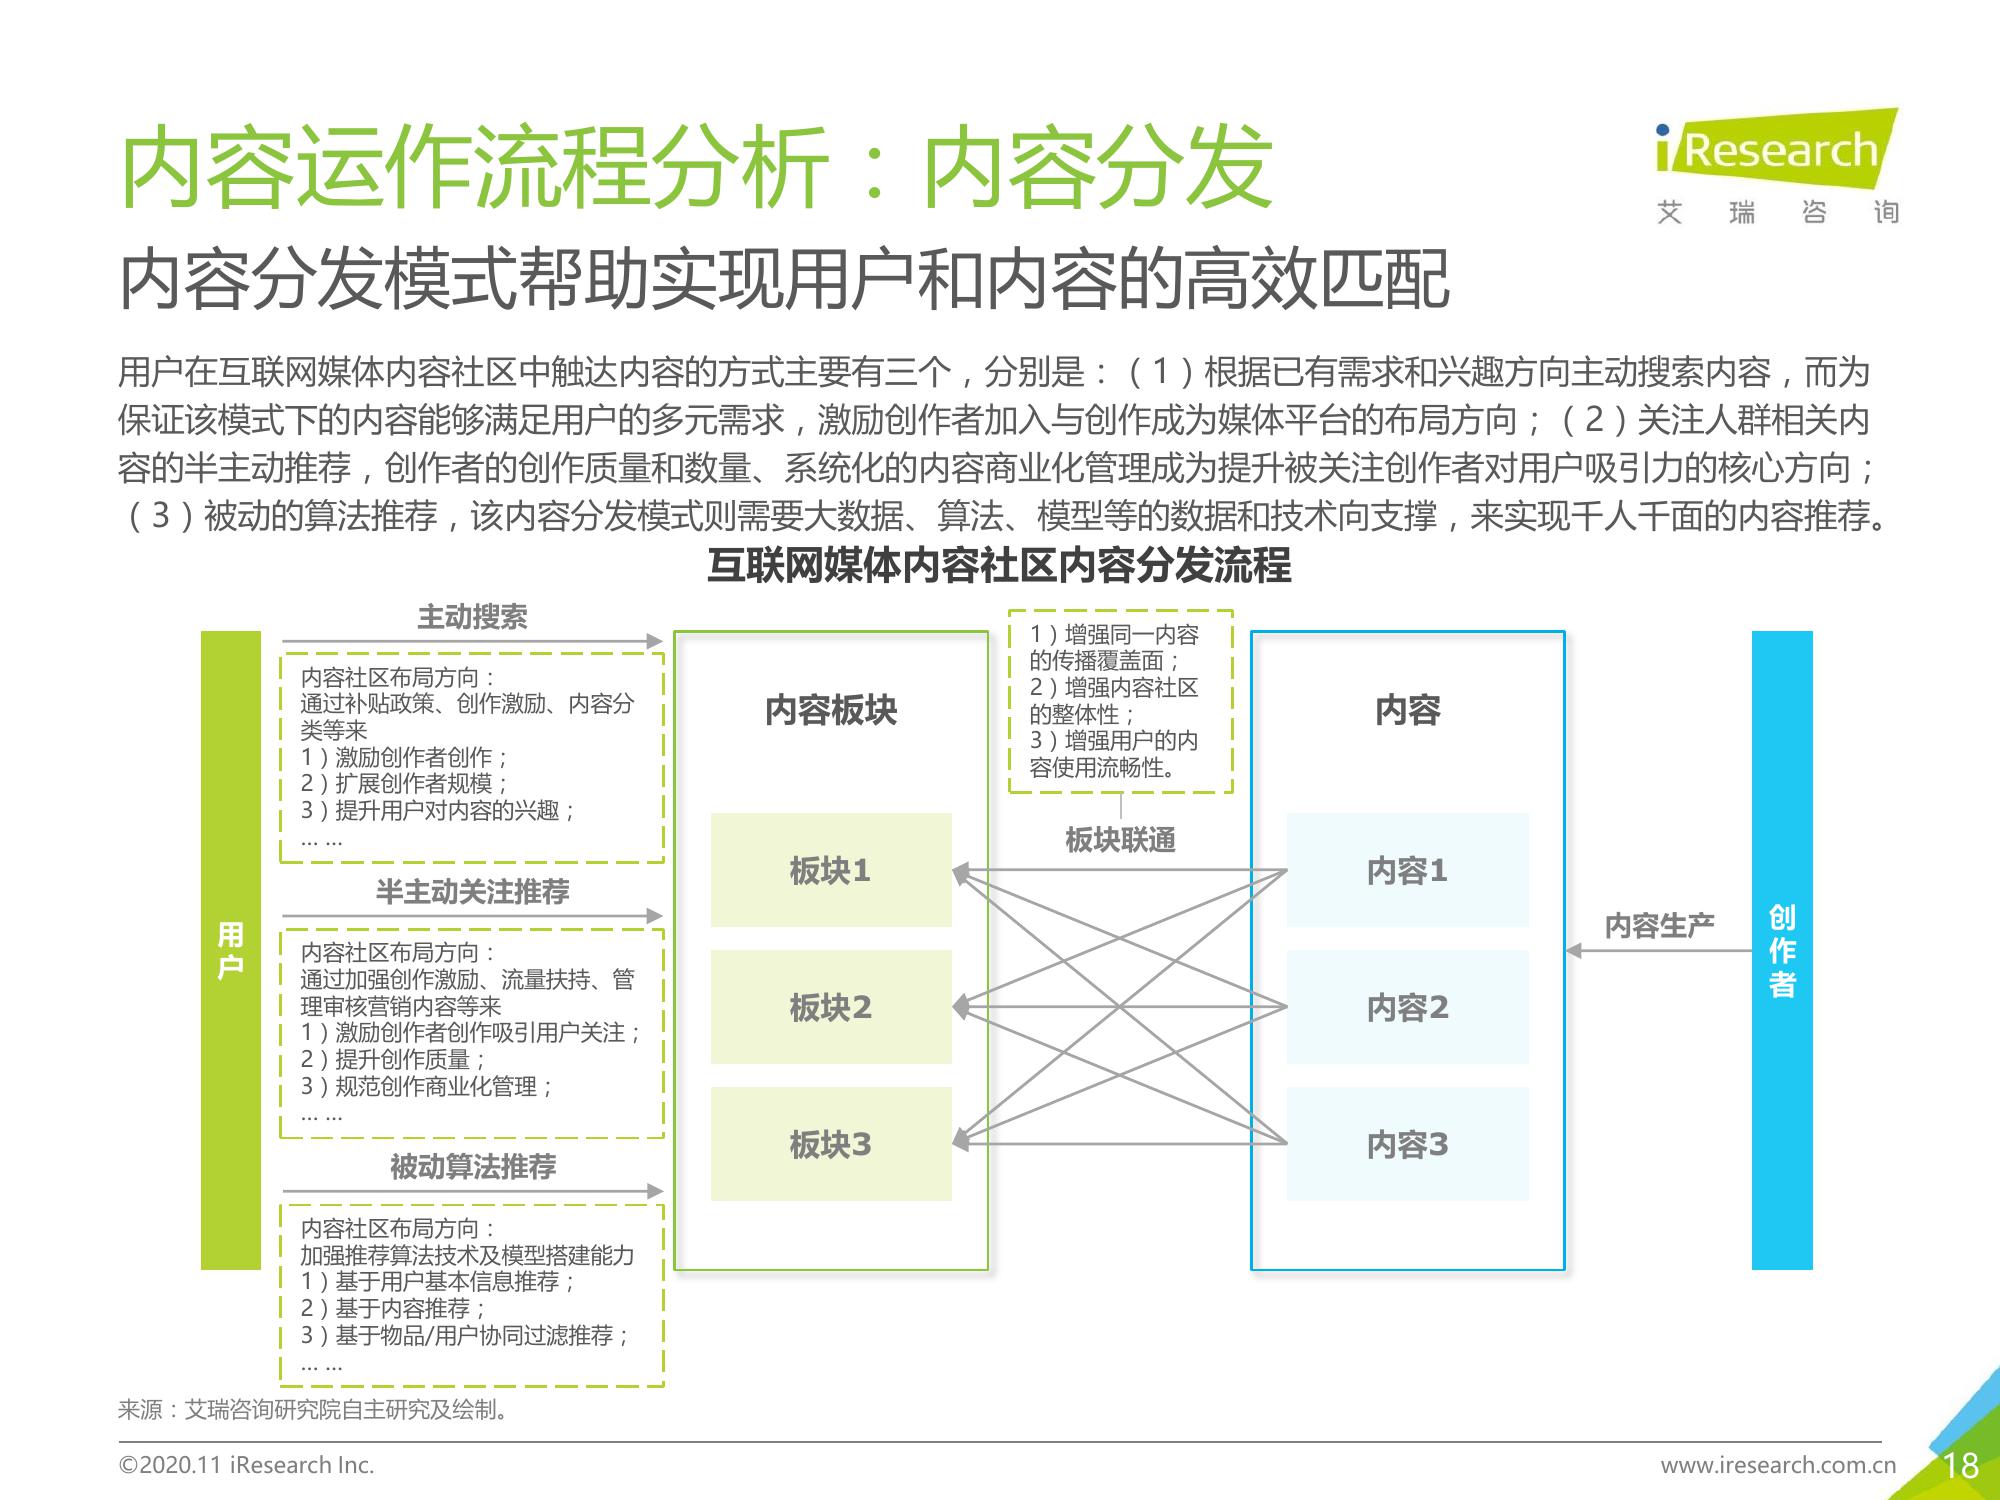 内容运作流程分析：内容分发
iResearch
艾瑞咨询
内容分发模式帮助实现用户和内容的高效匹配
用户在互联网媒体内容社区中触达内容的方式主要有三个，分别是：（1）根据已有需求和兴趣方向主动搜索内容，而为
保证该模式下的内容能够满足用户的多元需求，激励创作者加入与创作成为媒体平台的布局方向；（2）关注人群相关内
容的半主动推荐，创作者的创作质量和数量、系统化的内容商业化管理成为提升被关注创作者对用户吸引力的核心方向；
（3）被动的算法推荐，该内容分发模式则需要大数据、算法、模型等的数据和技术向支撑，来实现千人千面的内容推荐。
互联网媒体内容社区内容分发流程
用户
主动搜索
内容社区布局方向：
通过补贴政策、创作激励、内容分
类等来
1）激励创作者创作；
2）扩展创作者规模；
3）提升用户对内容的兴趣；
... ...
半主动关注推荐
内容社区布局方向：
通过加强创作激励、流量扶持、管
理审核营销内容等来
1）激励创作者创作吸引用户关注；
2）提升创作质量；
3）规范创作商业化管理；
... ...
被动算法推荐
内容社区布局方向：
加强推荐算法技术及模型搭建能力
1）基于用户基本信息推荐；
2）基于内容推荐；
3）基于物品/用户协同过滤推荐；
... ...
内容板块
板块1
板块2
板块3
1）增强同一内容
的传播覆盖面；
2）增强内容社区
的整体性；
3）增强用户的内
容使用流畅性。
板块联通
内容
内容1
内容2
内容3
内容生产
创作者
来源：艾瑞咨询研究院自主研究及绘制。
©2020.11 iResearch Inc.
www.iresearch.com.cn
18